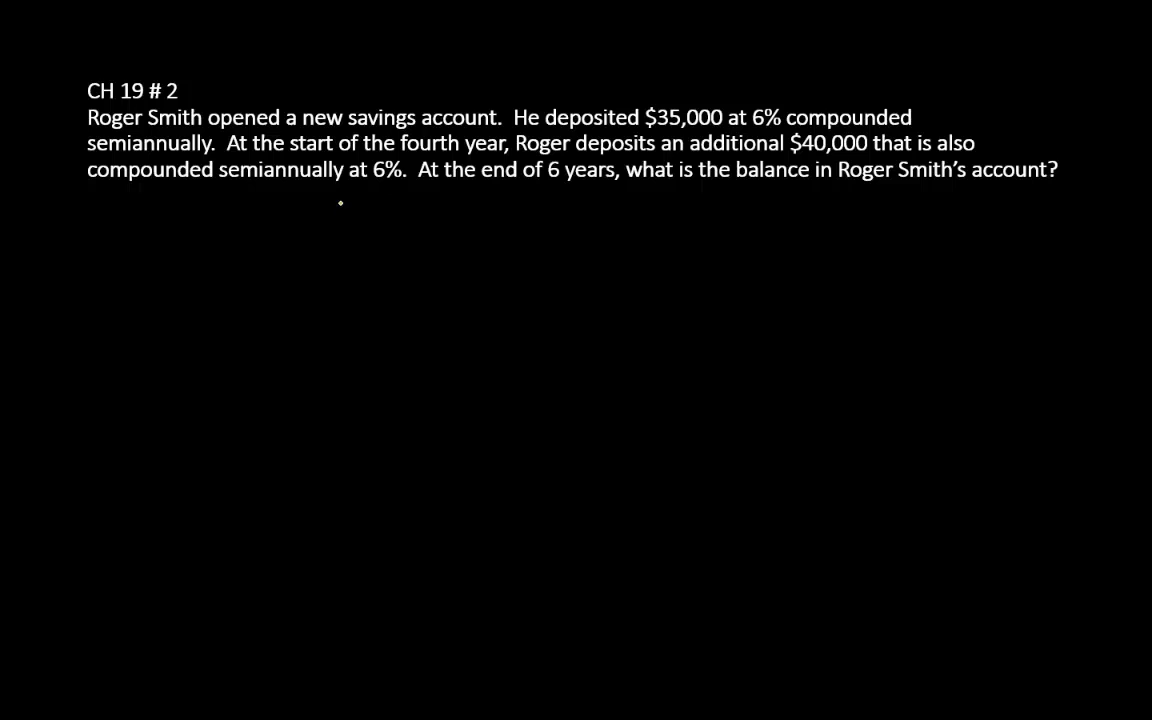 CH 19 # 2
Roger Smith opened a new savings account.  He deposited $35,000 at 6% compounded
semiannually.  At the start of the fourth year, Roger deposits an additional $40,000 that is also
compounded semiannually at 6%.  At the end of 6 years, what is the balance in Roger Smith’s account?